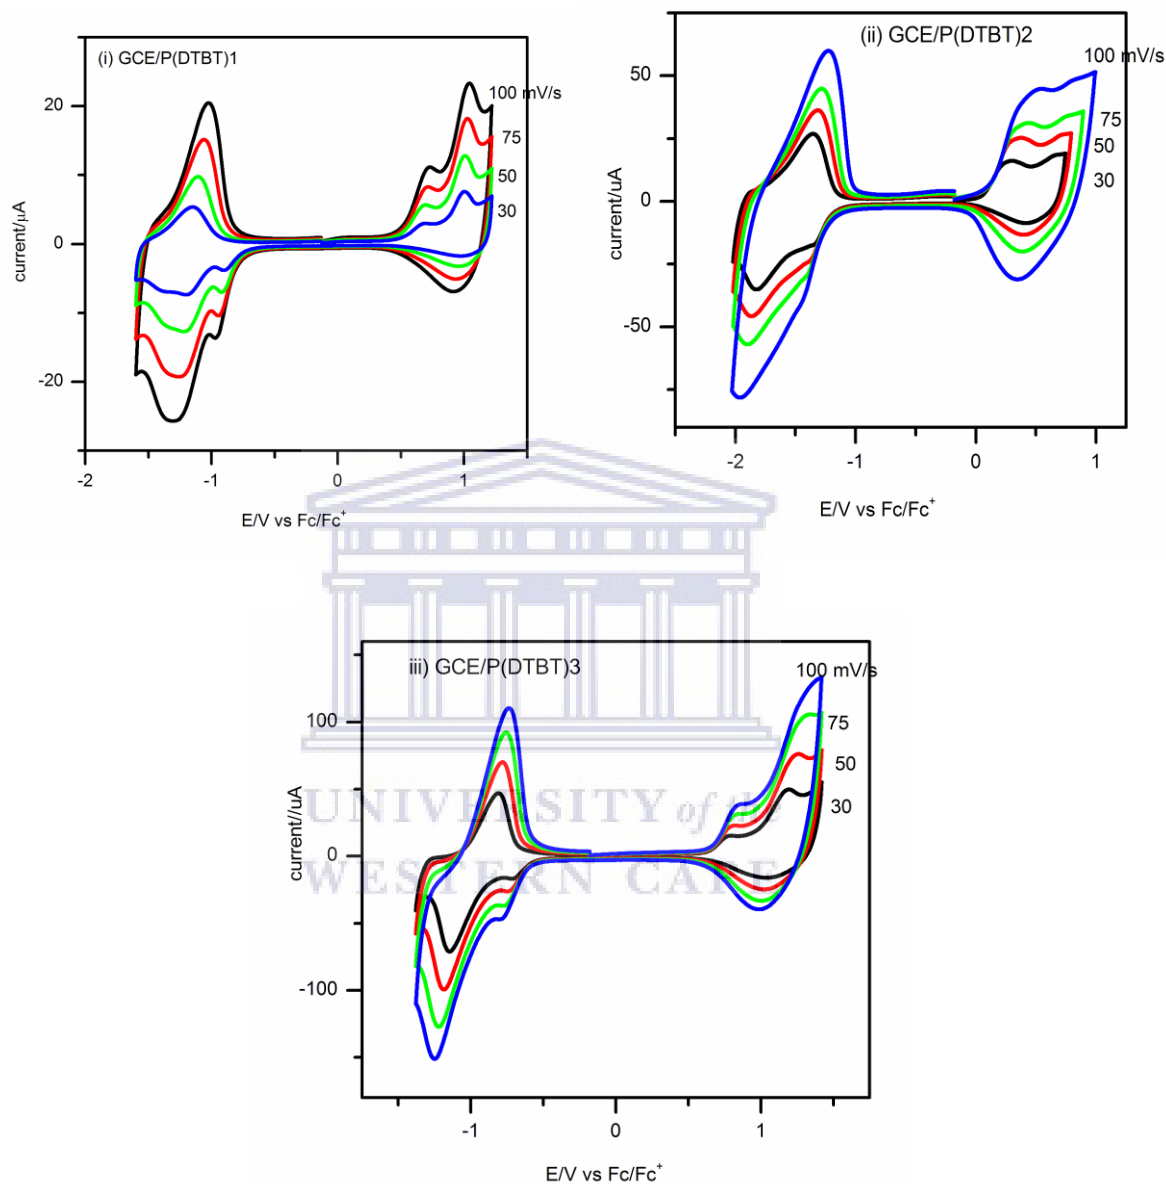 (i) GCE/P(DTBT)1
100 mV/s
75
50
30
20
0
-20
current/µA
-2
-1
0
1
E/V vs Fc/Fc+
(ii) GCE/P(DTBT)2
100 mV/s
75
50
30
50
0
-50
current/uA
-2
-1
0
1
E/V vs Fc/Fc+
iii) GCE/P(DTBT)3
100 mV/s
75
50
30
100
0
-100
current//uA
-1
0
1
E/V vs Fc/Fc+
UNIVERSITY of the
WESTERN CAPE